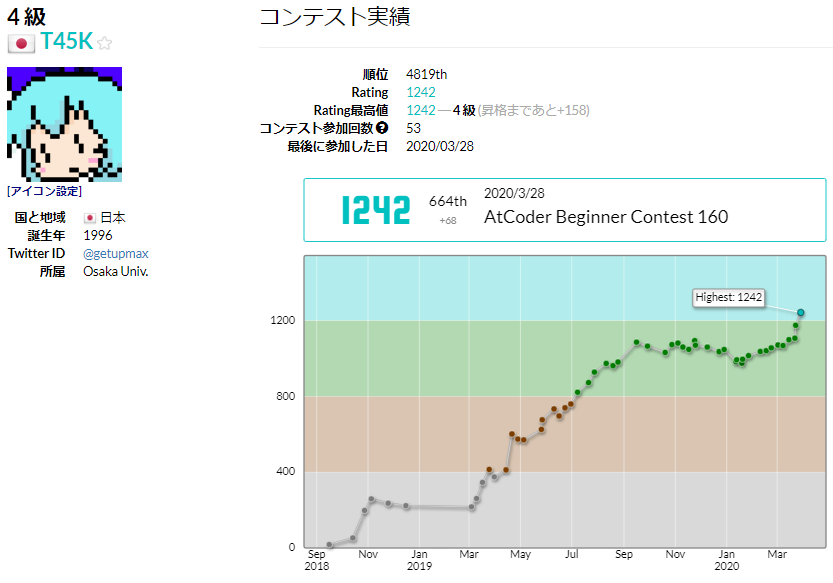 4 級
T45K
[アイコン設定]
国と地域 日本
誕生年 1996
Twitter ID @getupmax
所属 Osaka Univ.
コンテスト実績
順位 4819th
Rating 1242
Rating最高値 1242 ― 4 級 (昇格まであと+158)
コンテスト参加回数 53
最後に参加した日 2020/03/28
1242 664th +68
2020/3/28
AtCoder Beginner Contest 160
Highest: 1242
1200
800
400
0
Sep Nov Jan Mar May Jul Sep Nov Jan Mar
2018 2019 2020